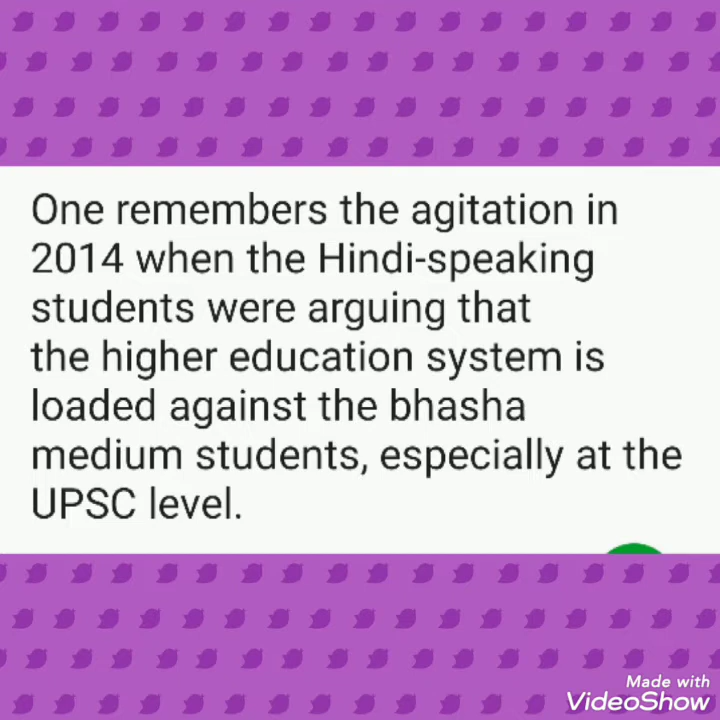 One remembers the agitation in
2014 when the Hindi-speaking
students were arguing that
the higher education system is
loaded against the bhasha
medium students, especially at the
UPSC level.
Made with
VideoShow